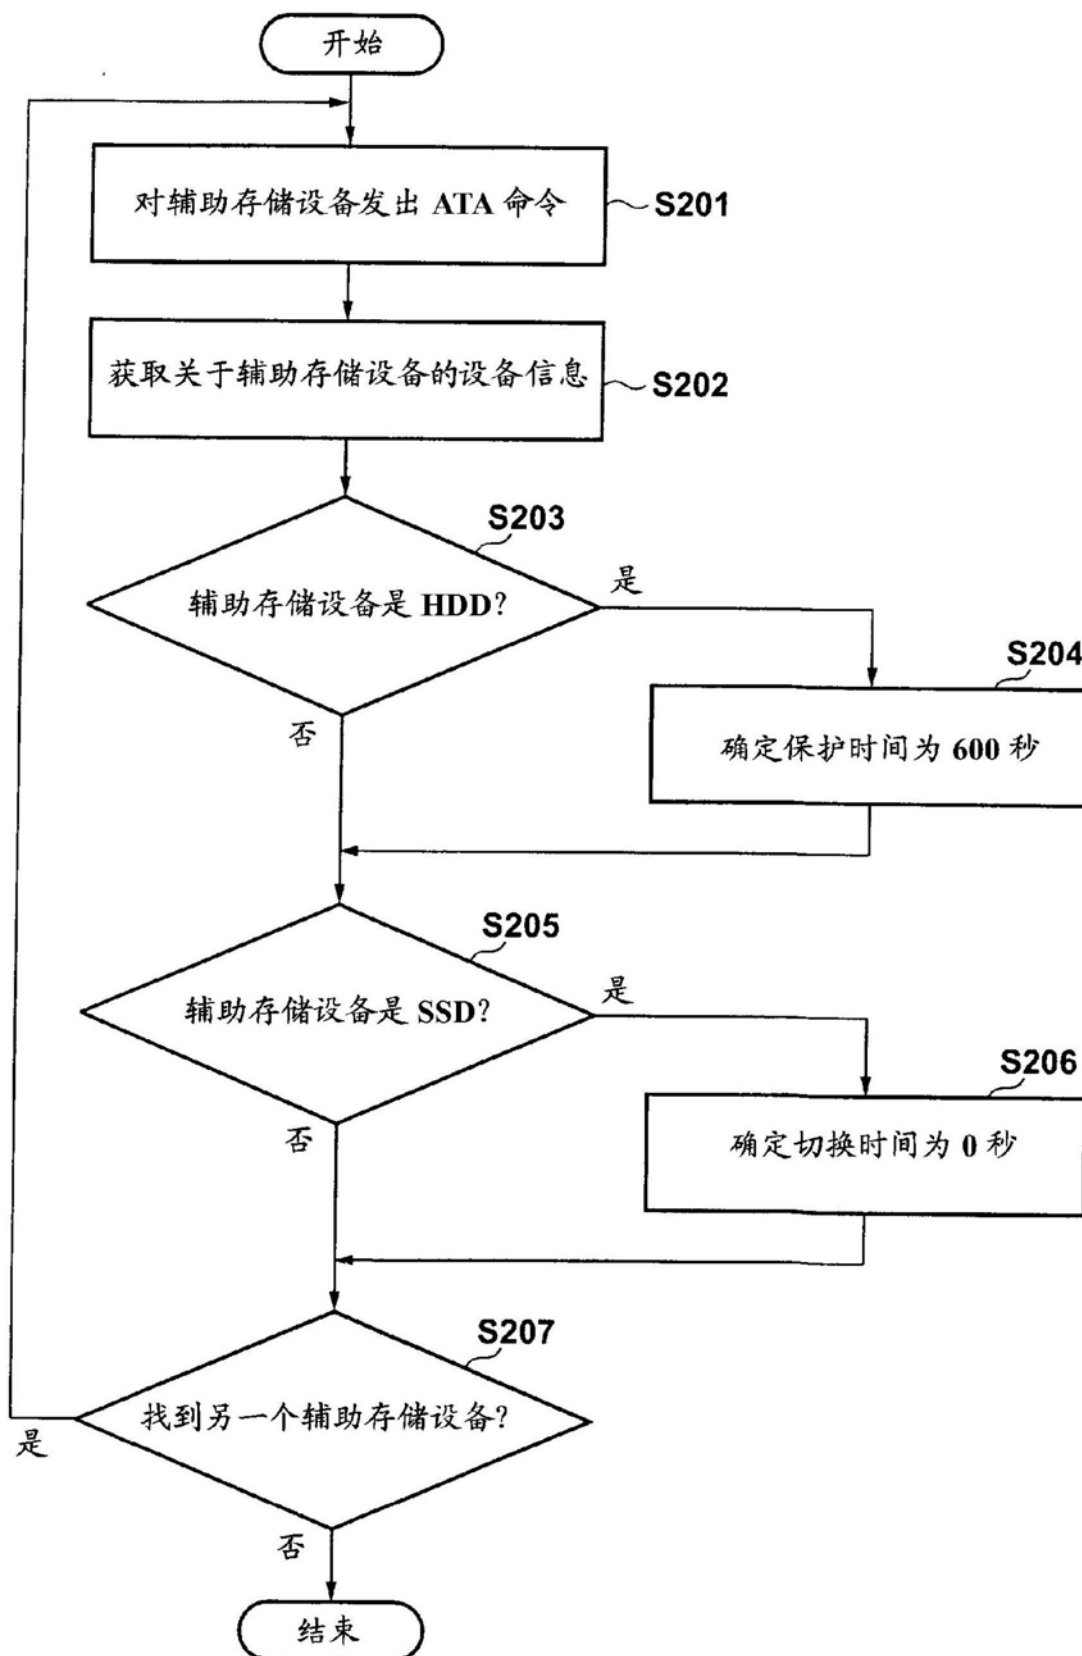 开始
对辅助存储设备发出 ATA 命令
S201
获取关于辅助存储设备的设备信息
S202
S203
辅助存储设备是 HDD?
是
否
S204
确定保护时间为 600 秒
S205
辅助存储设备是 SSD?
是
否
S206
确定切换时间为 0 秒
S207
找到另一个辅助存储设备?
是
否
结束